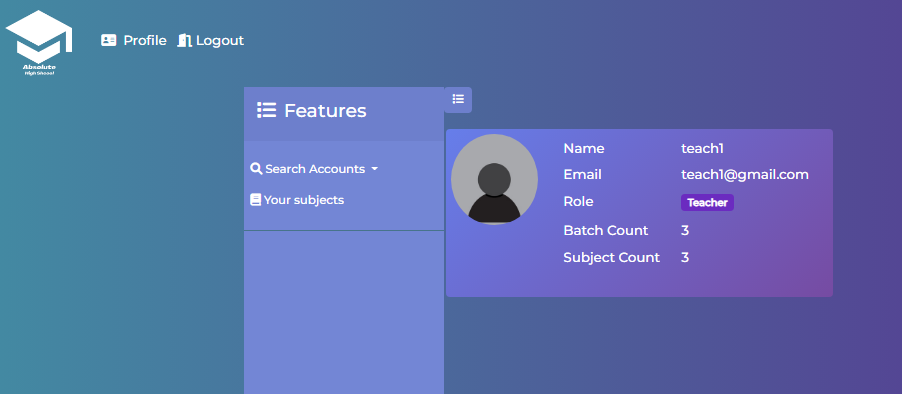 Profile Logout
Absolute
High School
Features
Search Accounts
Your subjects
Name teach1
Email teach1@gmail.com
Role Teacher
Batch Count 3
Subject Count 3